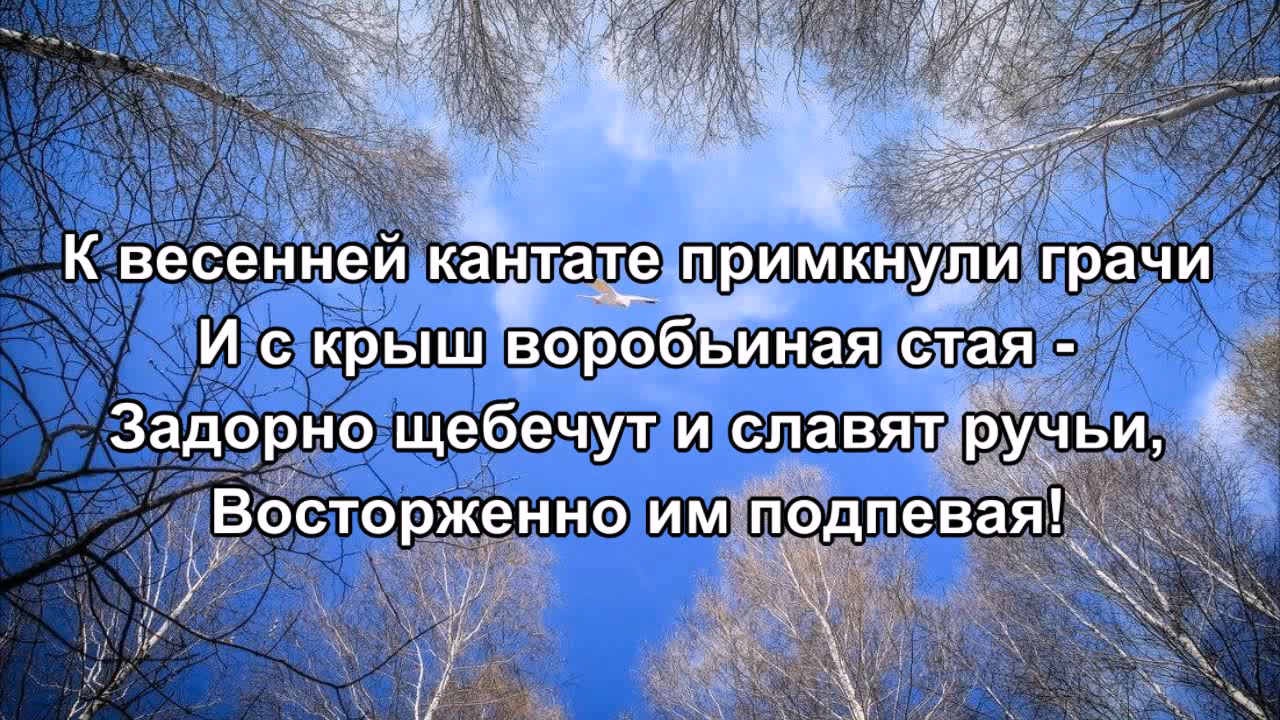 К весенней кантате примкнули грачи
И с крыш воробьиная стая -
Задорно щебечут и славят ручьи,
Восторженно им подпевая!